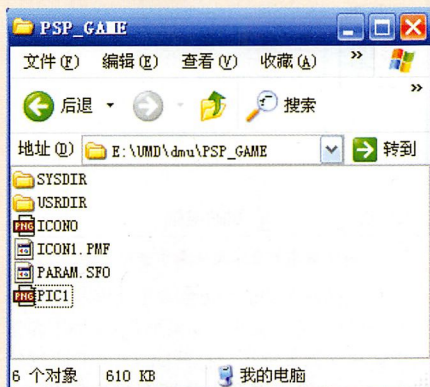 PSP_GAME
文件(F) 编辑(E) 查看(V) 收藏(A) »
后退 搜索 »
地址(D) E:\UMD\dmu\PSP_GAME 转到
SYSDIR
USRDIR
PNG ICON0
ICON1.PMF
PARAM.SFO
PNG PIC1
6 个对象 610 KB 我的电脑